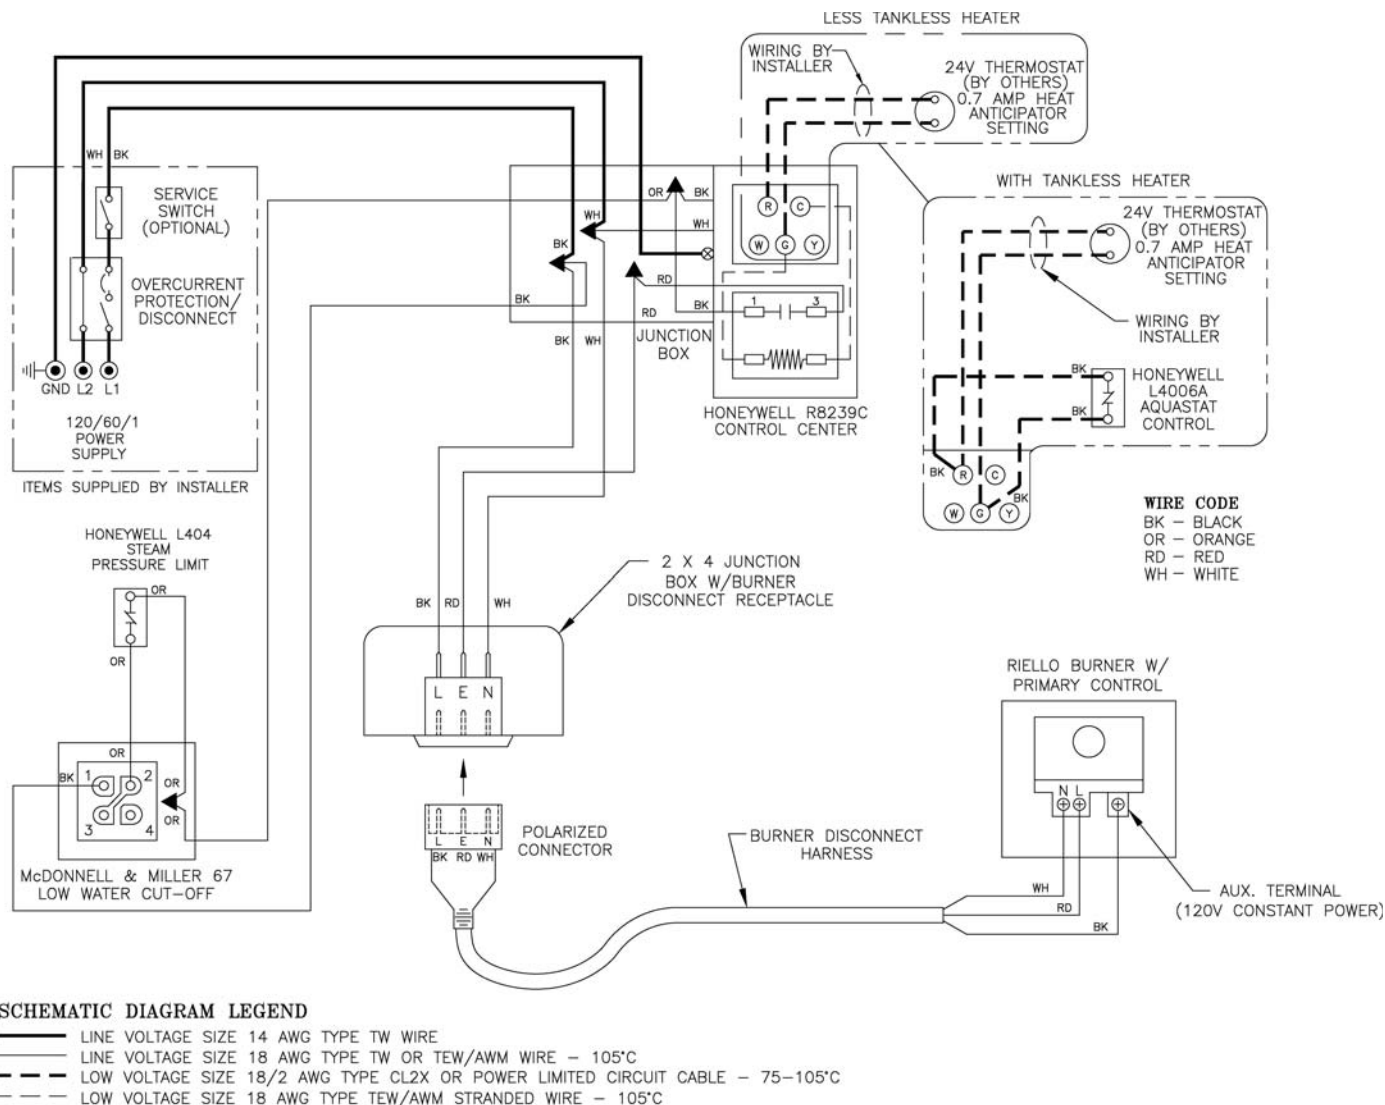 LESS TANKLESS HEATER
WIRING BY
INSTALLER
24V THERMOSTAT
(BY OTHERS)
0.7 AMP HEAT
ANTICIPATOR
SETTING
WH BK
SERVICE
SWITCH
(OPTIONAL)
OVERCURRENT
PROTECTION/
DISCONNECT
GND L2 L1
120/60/1
POWER
SUPPLY
ITEMS SUPPLIED BY INSTALLER
OR BK
WH WH
BK
RD
BK
RD BK
BK WH
JUNCTION
BOX
R C
W G Y
1 3
HONEYWELL R8239C
CONTROL CENTER
WITH TANKLESS HEATER
24V THERMOSTAT
(BY OTHERS)
0.7 AMP HEAT
ANTICIPATOR
SETTING
WIRING BY
INSTALLER
BK
BK
HONEYWELL
L4006A
AQUASTAT
CONTROL
BK R C
BK
W G Y
WIRE CODE
BK – BLACK
OR – ORANGE
RD – RED
WH – WHITE
HONEYWELL L404
STEAM
PRESSURE LIMIT
OR
OR
OR
BK 1 2 OR
3 4 OR
McDONNELL & MILLER 67
LOW WATER CUT-OFF
2 X 4 JUNCTION
BOX W/BURNER
DISCONNECT RECEPTACLE
BK RD WH
L E N
L E N
BK RD WH
POLARIZED
CONNECTOR
BURNER DISCONNECT
HARNESS
RIELLO BURNER W/
PRIMARY CONTROL
N L
WH
RD
BK
AUX. TERMINAL
(120V CONSTANT POWER)
SCHEMATIC DIAGRAM LEGEND
LINE VOLTAGE SIZE 14 AWG TYPE TW WIRE
LINE VOLTAGE SIZE 18 AWG TYPE TW OR TEW/AWM WIRE – 105°C
LOW VOLTAGE SIZE 18/2 AWG TYPE CL2X OR POWER LIMITED CIRCUIT CABLE – 75-105°C
LOW VOLTAGE SIZE 18 AWG TYPE TEW/AWM STRANDED WIRE – 105°C